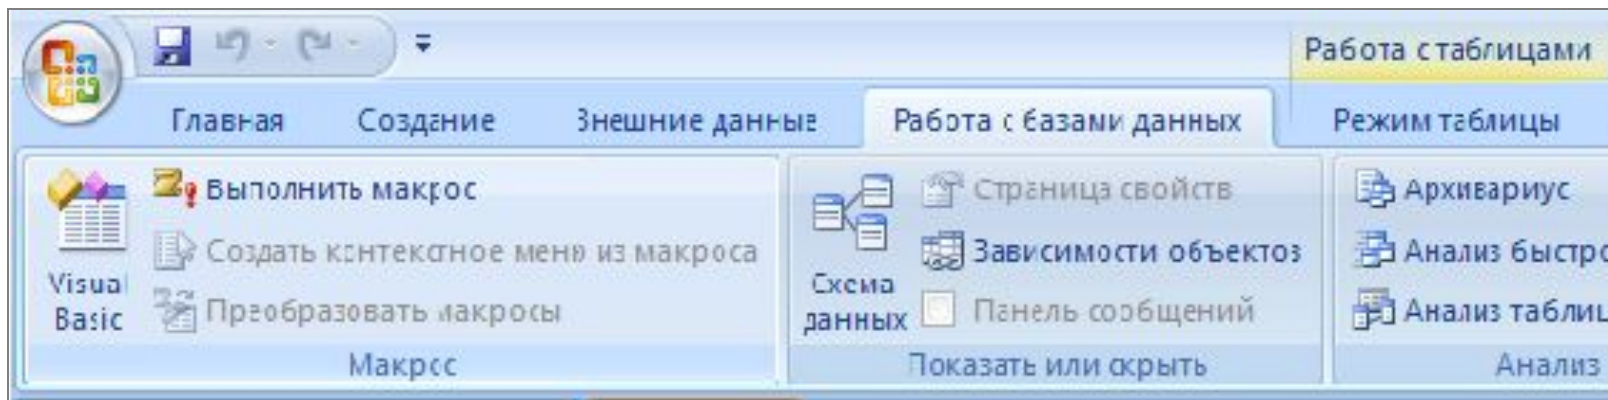 Работа с таблицами
Главная Создание Внешние данные Работа с базами данных Режим таблицы
Visual Basic
Выполнить макрос
Создать контекстное меню из макроса
Преобразовать макросы
Макрос
Схема данных
Страница свойств
Зависимости объектов
Панель сообщений
Показать или скрыть
Архивариус
Анализ быстро
Анализ таблиц
Анализ